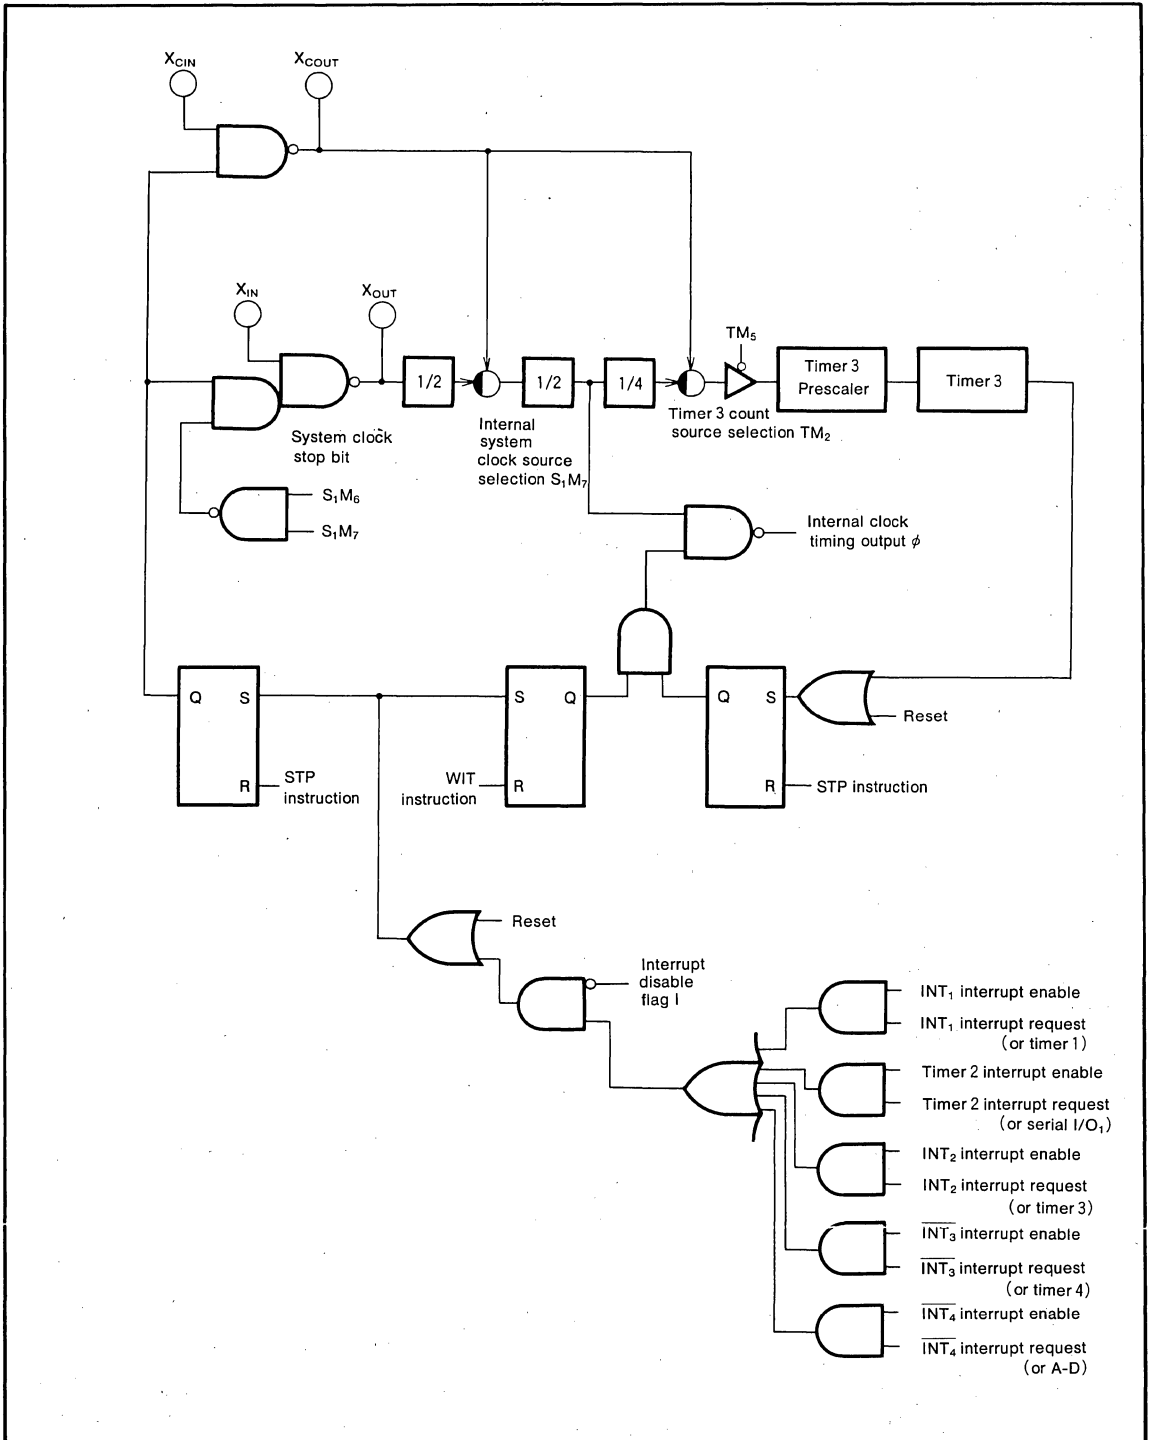 XCIN
XCOUT
XIN
XOUT
TM5
1/2
1/2
1/4
Timer 3
Prescaler
Timer 3
System clock
stop bit
Internal
system
clock source
selection S1M7
Timer 3 count
source selection TM2
S1M6
S1M7
Internal clock
timing output ϕ
Q
S
R
STP
instruction
S
Q
WIT
instruction
R
Q
S
R
STP instruction
Reset
Reset
Interrupt
disable
flag I
INT1 interrupt enable
INT1 interrupt request
(or timer 1)
Timer 2 interrupt enable
Timer 2 interrupt request
(or serial I/O1)
INT2 interrupt enable
INT2 interrupt request
(or timer 3)
I̅N̅T̅3̅ interrupt enable
I̅N̅T̅3̅ interrupt request
(or timer 4)
I̅N̅T̅4̅ interrupt enable
I̅N̅T̅4̅ interrupt request
(or A-D)